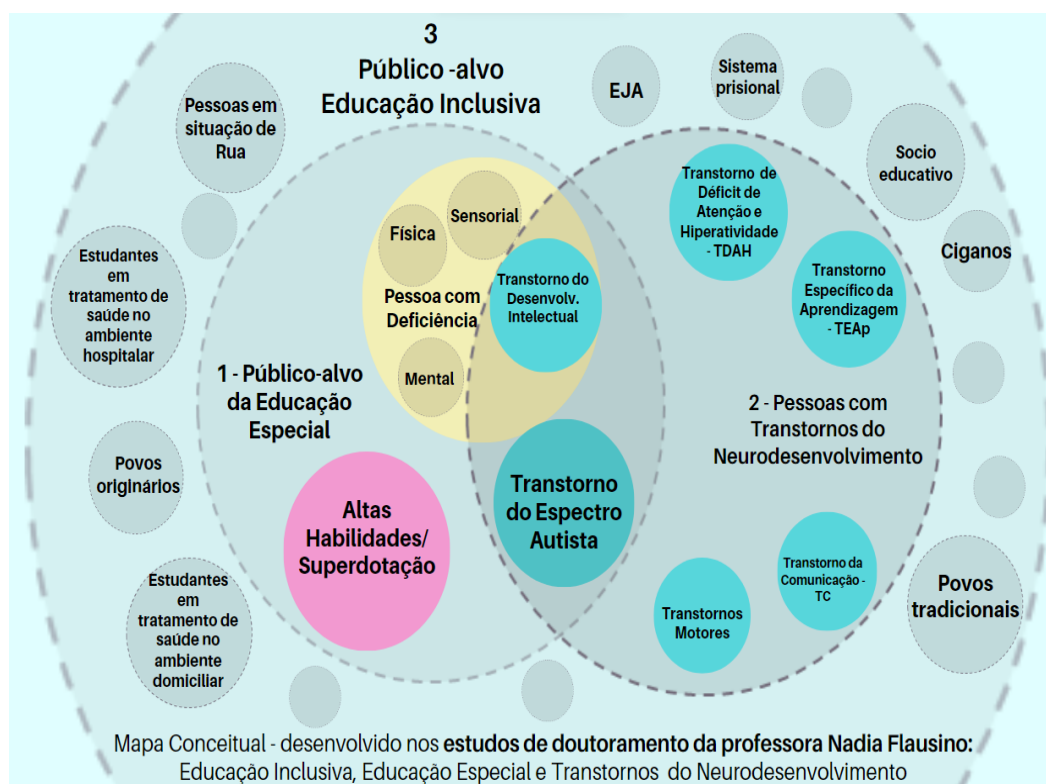 3
Público -alvo
Educação Inclusiva
Pessoas em
situação de
Rua
EJA
Sistema
prisional
Socio
educativo
Ciganos
Estudantes
em
tratamento de
saúde no
ambiente
hospitalar
Povos
originários
Estudantes
em
tratamento de
saúde no
ambiente
domiciliar
1 - Público-alvo
da Educação
Especial
Física
Sensorial
Pessoa com
Deficiência
Mental
Transtorno do
Desenvolv.
Intelectual
Altas
Habilidades/
Superdotação
Transtorno
do Espectro
Autista
Transtorno de
Déficit de
Atenção e
Hiperatividade
- TDAH
Transtorno
Específico da
Aprendizagem
- TEAp
2 - Pessoas com
Transtornos do
Neurodesenvolvimento
Transtorno da
Comunicação -
TC
Transtornos
Motores
Povos
tradicionais
Mapa Conceitual - desenvolvido nos estudos de doutoramento da professora Nadia Flausino:
Educação Inclusiva, Educação Especial e Transtornos do Neurodesenvolvimento